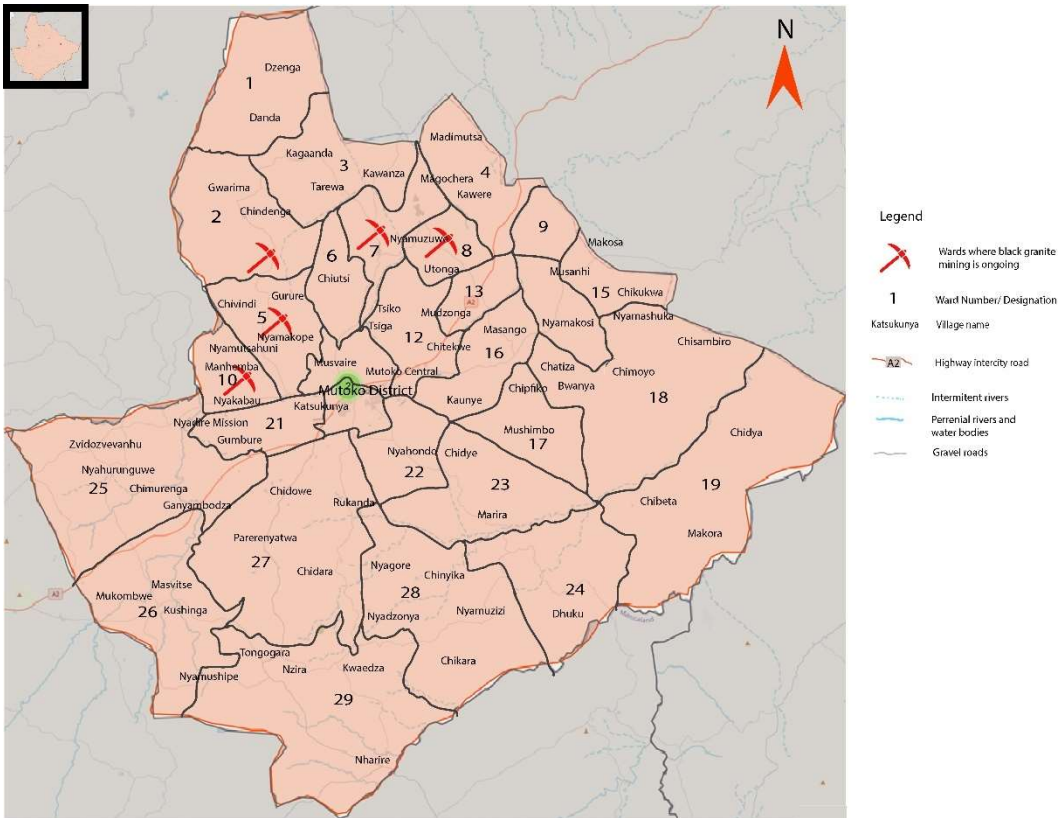 N
Dzenga
1
Danda
Kagaanda
3
Tarewa
Kawanza
Madimutsa
4
Magochera
Kawere
Gwarima
2
Chindenga
6
Chiutsi
7
Nyamuzuwe
8
Utonga
9
Makosa
Musanhi
15
Chikukwa
Nyamashuka
Nyamakosi
13
A2
Gurure
Chivindi
5
Nyamakope
Nyamutsahuni
Manhemba
10
Nyakabau
Tsiko
Tsiga
Mudzonga
12
Chitekwe
Masango
16
Musvaire
Mutoko Central
2
Mutoko District
Katsukunya
Chisambiro
Chimoyo
18
Chatiza
Bwanya
Chipfiko
Kaunye
Mushimbo
17
Nyadire Mission
21
Gumbure
Zvidozvevanhu
Nyahurunguwe
25
Chimurenga
Ganyambodza
Nyahondo
22
Chidye
23
Marira
Chidya
19
Chibeta
Makora
Chidowe
Rukanda
Parerenyatwa
27
Chidara
Nyagore
Chinyika
28
Nyadzonya
Nyamuzizi
24
Dhuku
Manicaland
A2
Masvitse
Mukombwe
26
Kushinga
Nyamushipe
Tongogara
Nzira
Kwaedza
29
Chikara
Nharire
Legend
Wards where black granite
mining is ongoing
1 Ward Number/ Designation
Katsukunya Village name
A2 Highway intercity road
Intermitent rivers
Perrenial rivers and
water bodies
Gravel roads